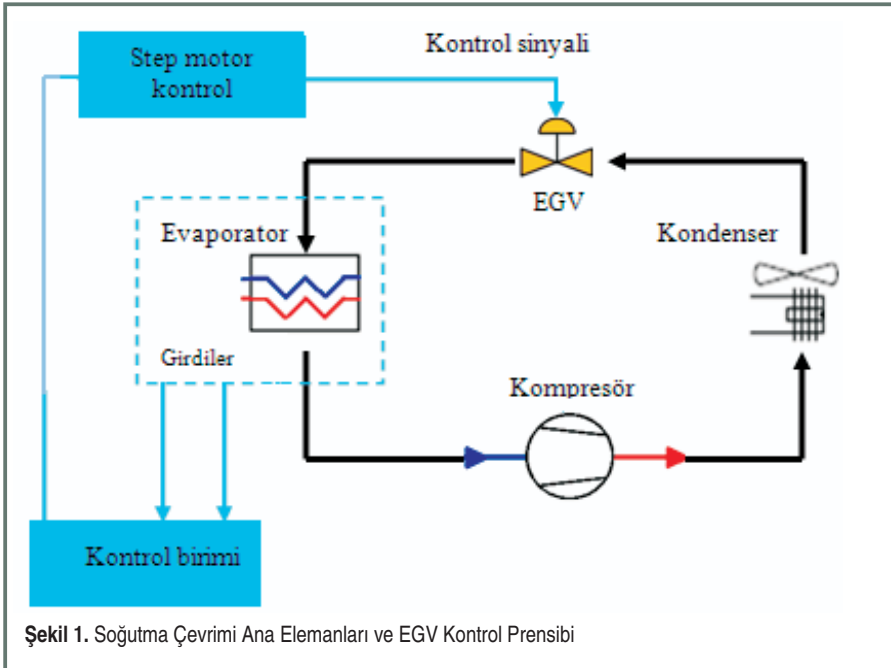 Step motor
kontrol
Kontrol sinyali
EGV
Evaporator
Kondenser
Girdiler
Kompresör
Kontrol birimi
Şekil 1. Soğutma Çevrimi Ana Elemanları ve EGV Kontrol Prensibi